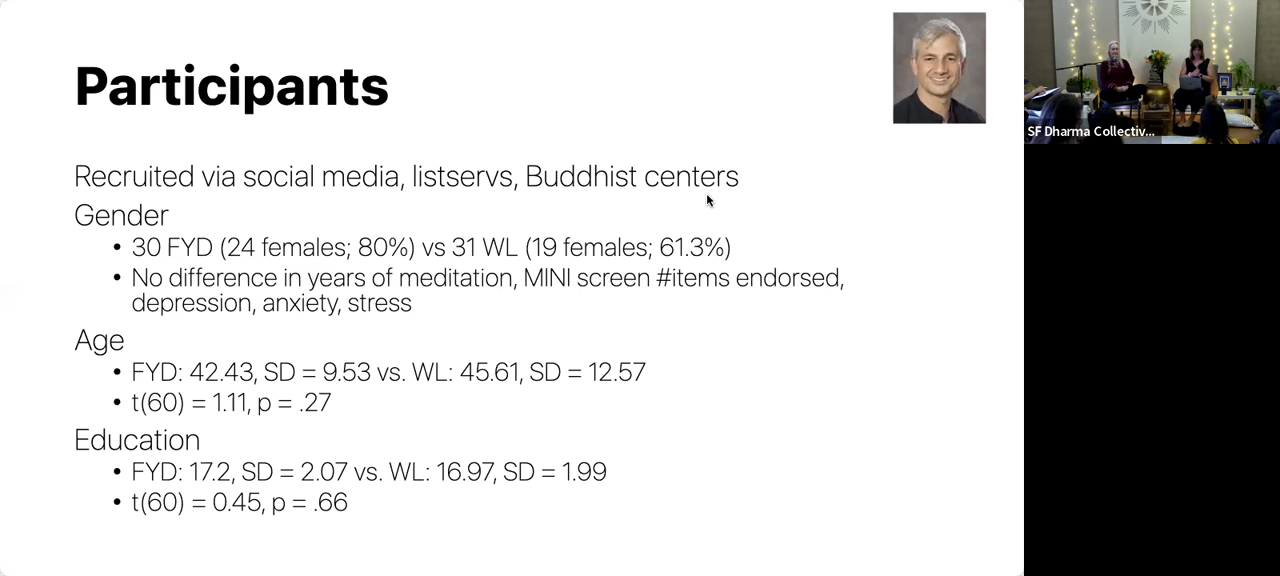 Participants
Recruited via social media, listservs, Buddhist centers
Gender
• 30 FYD (24 females; 80%) vs 31 WL (19 females; 61.3%)
• No difference in years of meditation, MINI screen #items endorsed,
depression, anxiety, stress
Age
• FYD: 42.43, SD = 9.53 vs. WL: 45.61, SD = 12.57
• t(60) = 1.11, p = .27
Education
• FYD: 17.2, SD = 2.07 vs. WL: 16.97, SD = 1.99
• t(60) = 0.45, p = .66
SF Dharma Collectiv...